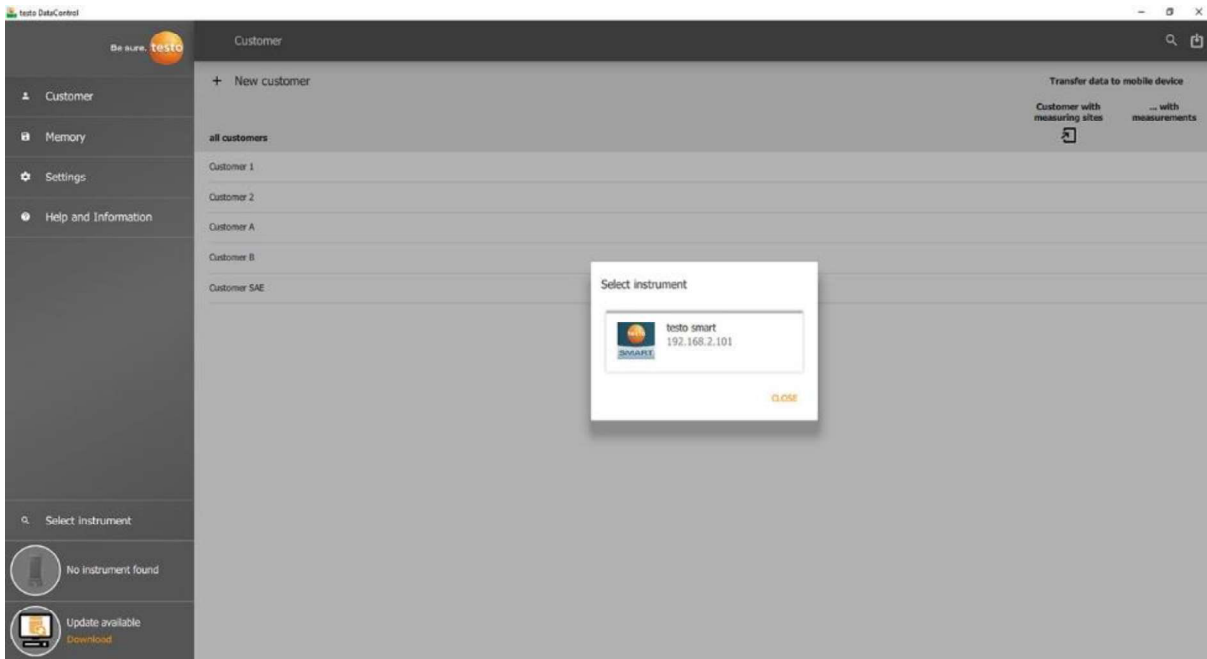 testo DataControl
Be sure. testo
Customer
Memory
Settings
Help and Information
Select instrument
No instrument found
Update available
Download
Customer
+ New customer
Transfer data to mobile device
Customer with
measuring sites
... with
measurements
all customers
Customer 1
Customer 2
Customer A
Customer B
Customer SAE
Select instrument
testo
SMART
testo smart
192.168.2.101
CLOSE